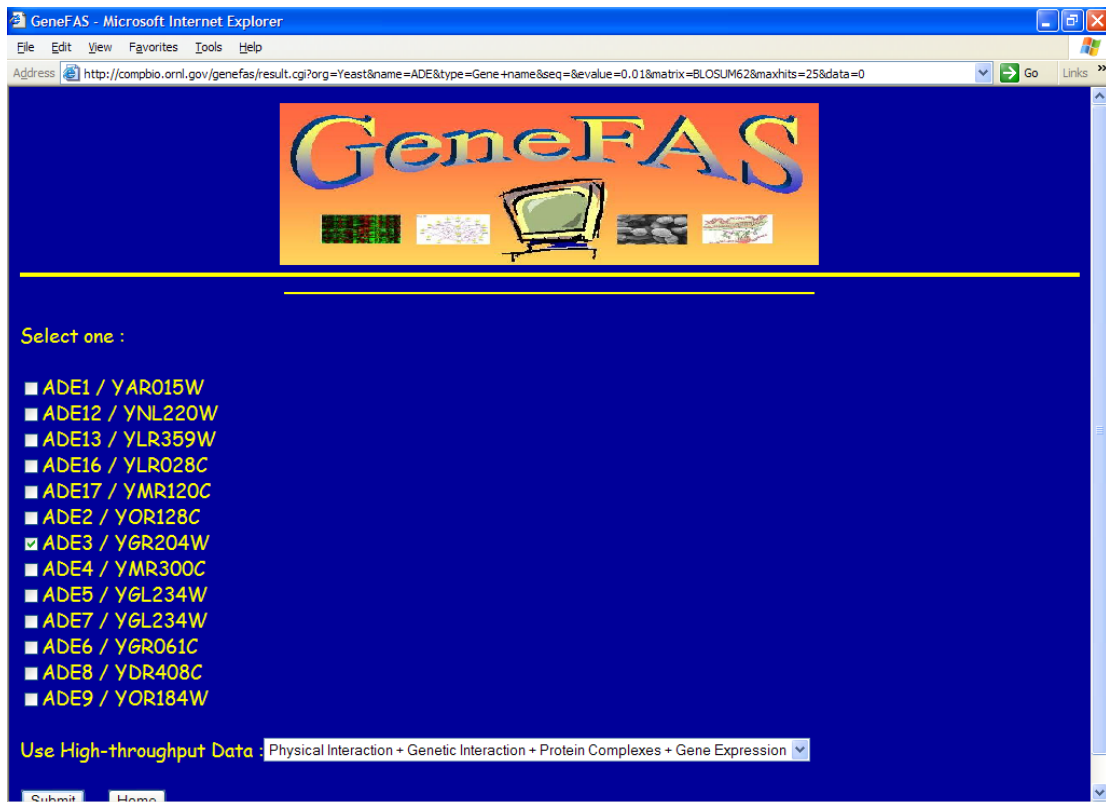 GeneFAS - Microsoft Internet Explorer
File Edit View Favorites Tools Help
Address http://compbio.ornl.gov/genefas/result.cgi?org=Yeast&name=ADE&type=Gene+name&seq=&evalue=0.01&matrix=BLOSUM62&maxhits=25&data=0 Go Links »
GeneFAS
Select one :
ADE1 / YAR015W
ADE12 / YNL220W
ADE13 / YLR359W
ADE16 / YLR028C
ADE17 / YMR120C
ADE2 / YOR128C
ADE3 / YGR204W
ADE4 / YMR300C
ADE5 / YGL234W
ADE7 / YGL234W
ADE6 / YGR061C
ADE8 / YDR408C
ADE9 / YOR184W
Use High-throughput Data : Physical Interaction + Genetic Interaction + Protein Complexes + Gene Expression
Submit Home